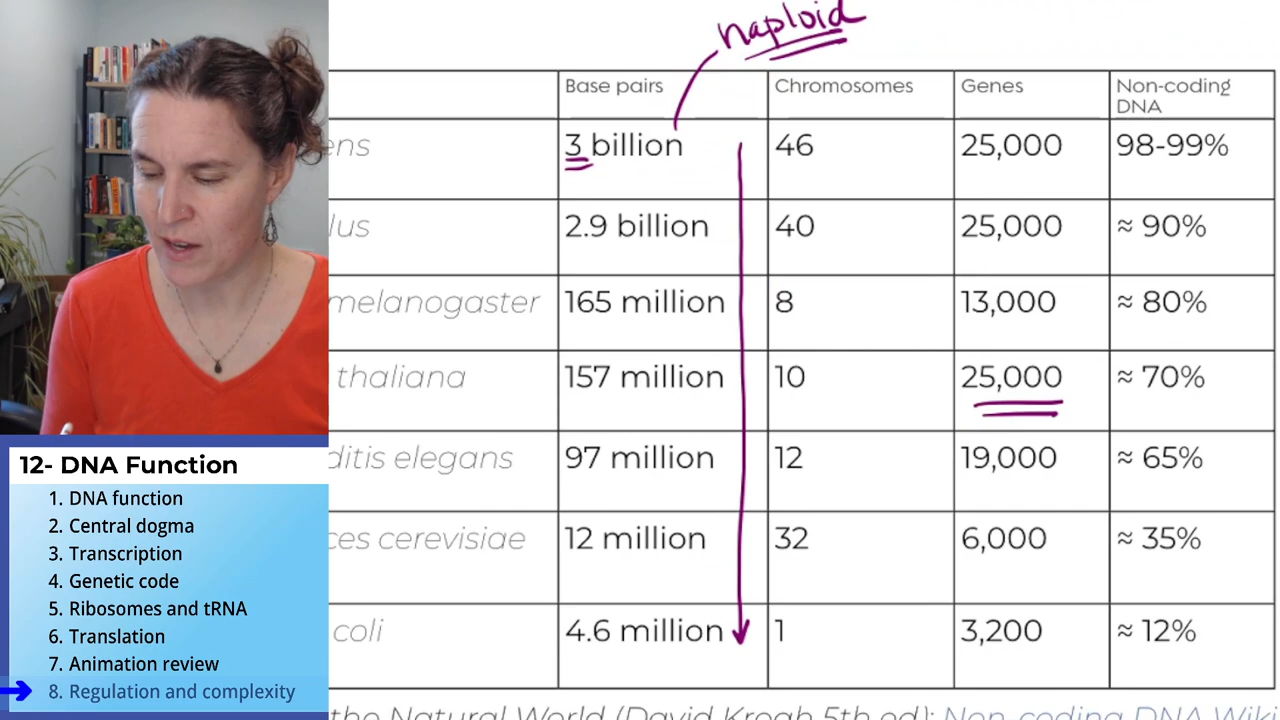 haploid
Base pairs Chromosomes Genes Non-coding
DNA
ens 3 billion 46 25,000 98-99%
lus 2.9 billion 40 25,000 ≈ 90%
melanogaster 165 million 8 13,000 ≈ 80%
thaliana 157 million 10 25,000 ≈ 70%
ditis elegans 97 million 12 19,000 ≈ 65%
ces cerevisiae 12 million 32 6,000 ≈ 35%
coli 4.6 million 1 3,200 ≈ 12%
the Natural World (David Krogh 5th ed); Non-coding DNA Wiki
12- DNA Function
1. DNA function
2. Central dogma
3. Transcription
4. Genetic code
5. Ribosomes and tRNA
6. Translation
7. Animation review
8. Regulation and complexity